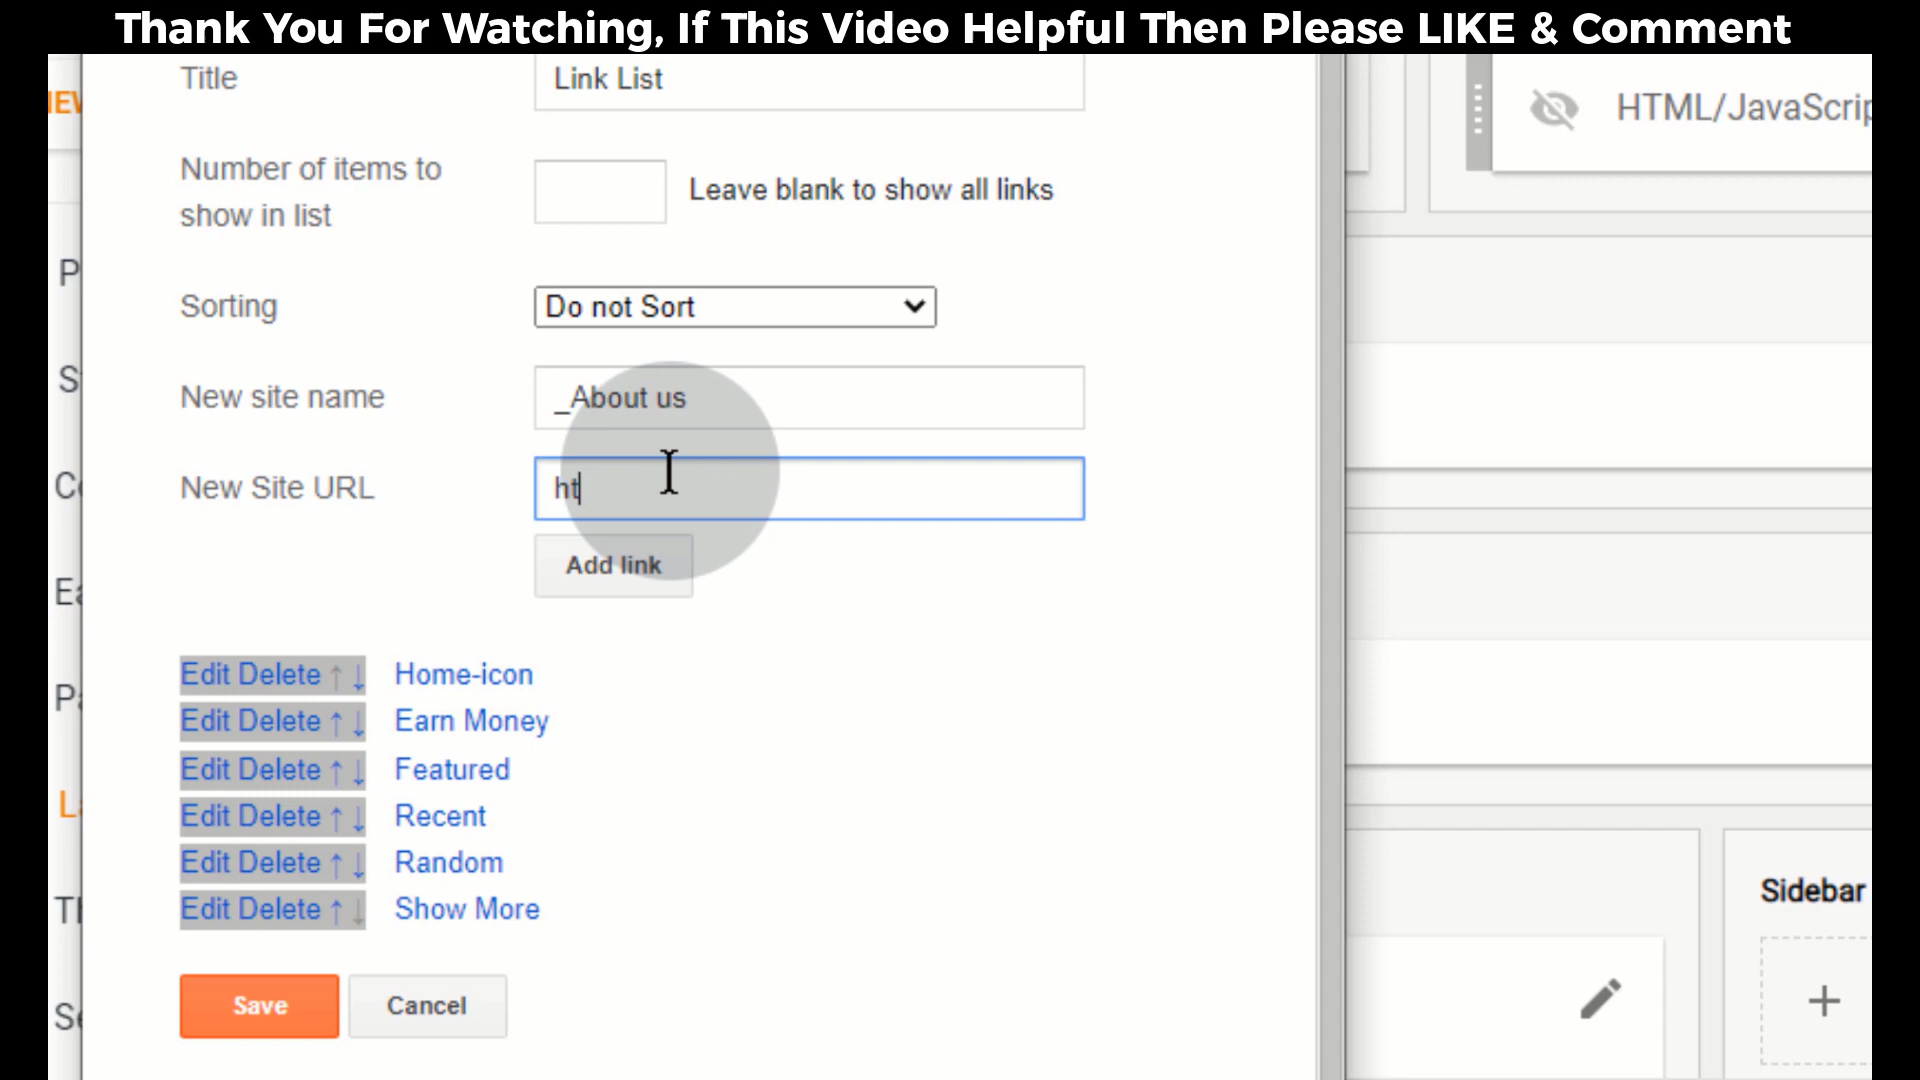 Thank You For Watching, If This Video Helpful Then Please LIKE & Comment
Title
Link List
HTML/JavaScrip
Number of items to
show in list
Leave blank to show all links
Sorting
Do not Sort
New site name
_About us
New Site URL
ht
Add link
Edit Delete ↑ ↓ Home-icon
Edit Delete ↑ ↓ Earn Money
Edit Delete ↑ ↓ Featured
Edit Delete ↑ ↓ Recent
Edit Delete ↑ ↓ Random
Edit Delete ↑ ↓ Show More
Sidebar
Save
Cancel